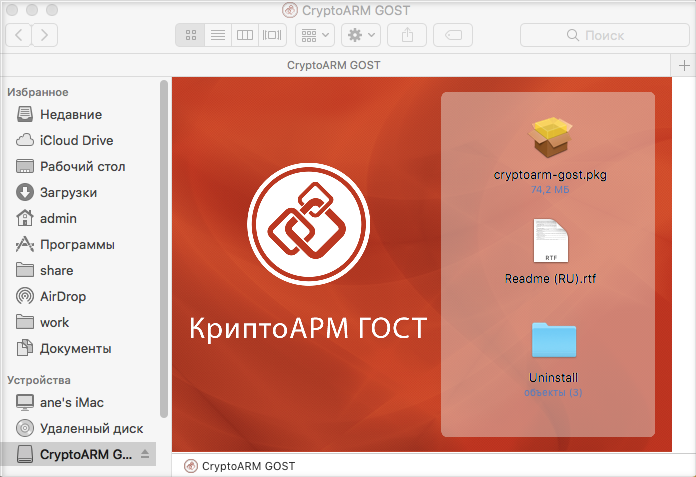 CryptoARM GOST
Поиск
CryptoARM GOST
Избранное
Недавние
iCloud Drive
Рабочий стол
Загрузки
admin
Программы
share
AirDrop
work
Документы
Устройства
ane's iMac
Удаленный диск
CryptoARM G...
КриптоАРМ ГОСТ
cryptoarm-gost.pkg
74,2 МБ
RTF
Readme (RU).rtf
Uninstall
объекты (3)
CryptoARM GOST